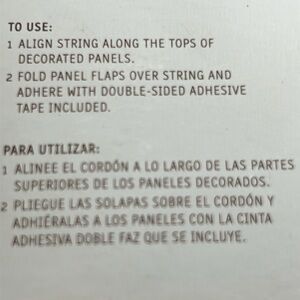 TO USE:
1 ALIGN STRING ALONG THE TOPS OF
DECORATED PANELS.
2 FOLD PANEL FLAPS OVER STRING AND
ADHERE WITH DOUBLE-SIDED ADHESIVE
TAPE INCLUDED.
PARA UTILIZAR:
1 ALINEE EL CORDÓN A LO LARGO DE LAS PARTES
SUPERIORES DE LOS PANELES DECORADOS.
2 PLIEGUE LAS SOLAPAS SOBRE EL CORDÓN Y
ADHIÉRALAS A LOS PANELES CON LA CINTA
ADHESIVA DOBLE FAZ QUE SE INCLUYE.